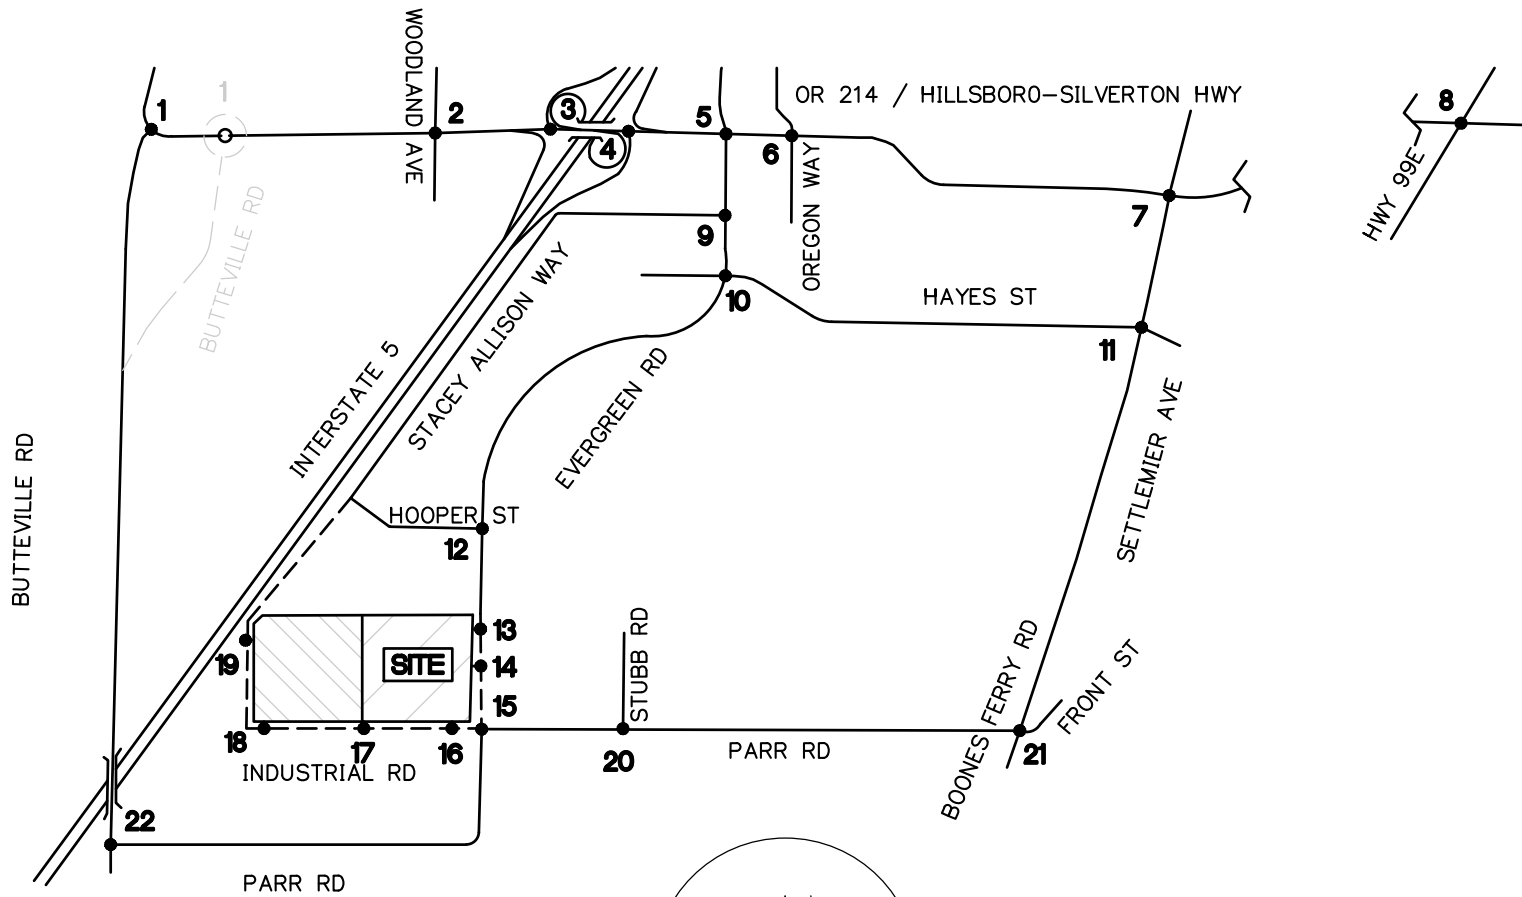 WOODLAND AVE
1
1
2
3
4
5
6
OR 214 / HILLSBORO-SILVERTON HWY
8
HWY 99E
7
BUTTEVILLE RD
9
OREGON WAY
10
HAYES ST
11
INTERSTATE 5
STACEY ALLISON WAY
EVERGREEN RD
SETTLEMIER AVE
BUTTEVILLE RD
HOOPER ST
12
13
19
SITE
14
STUBB RD
15
BOONES FERRY RD
FRONT ST
18
17
16
20
PARR RD
21
INDUSTRIAL RD
22
PARR RD